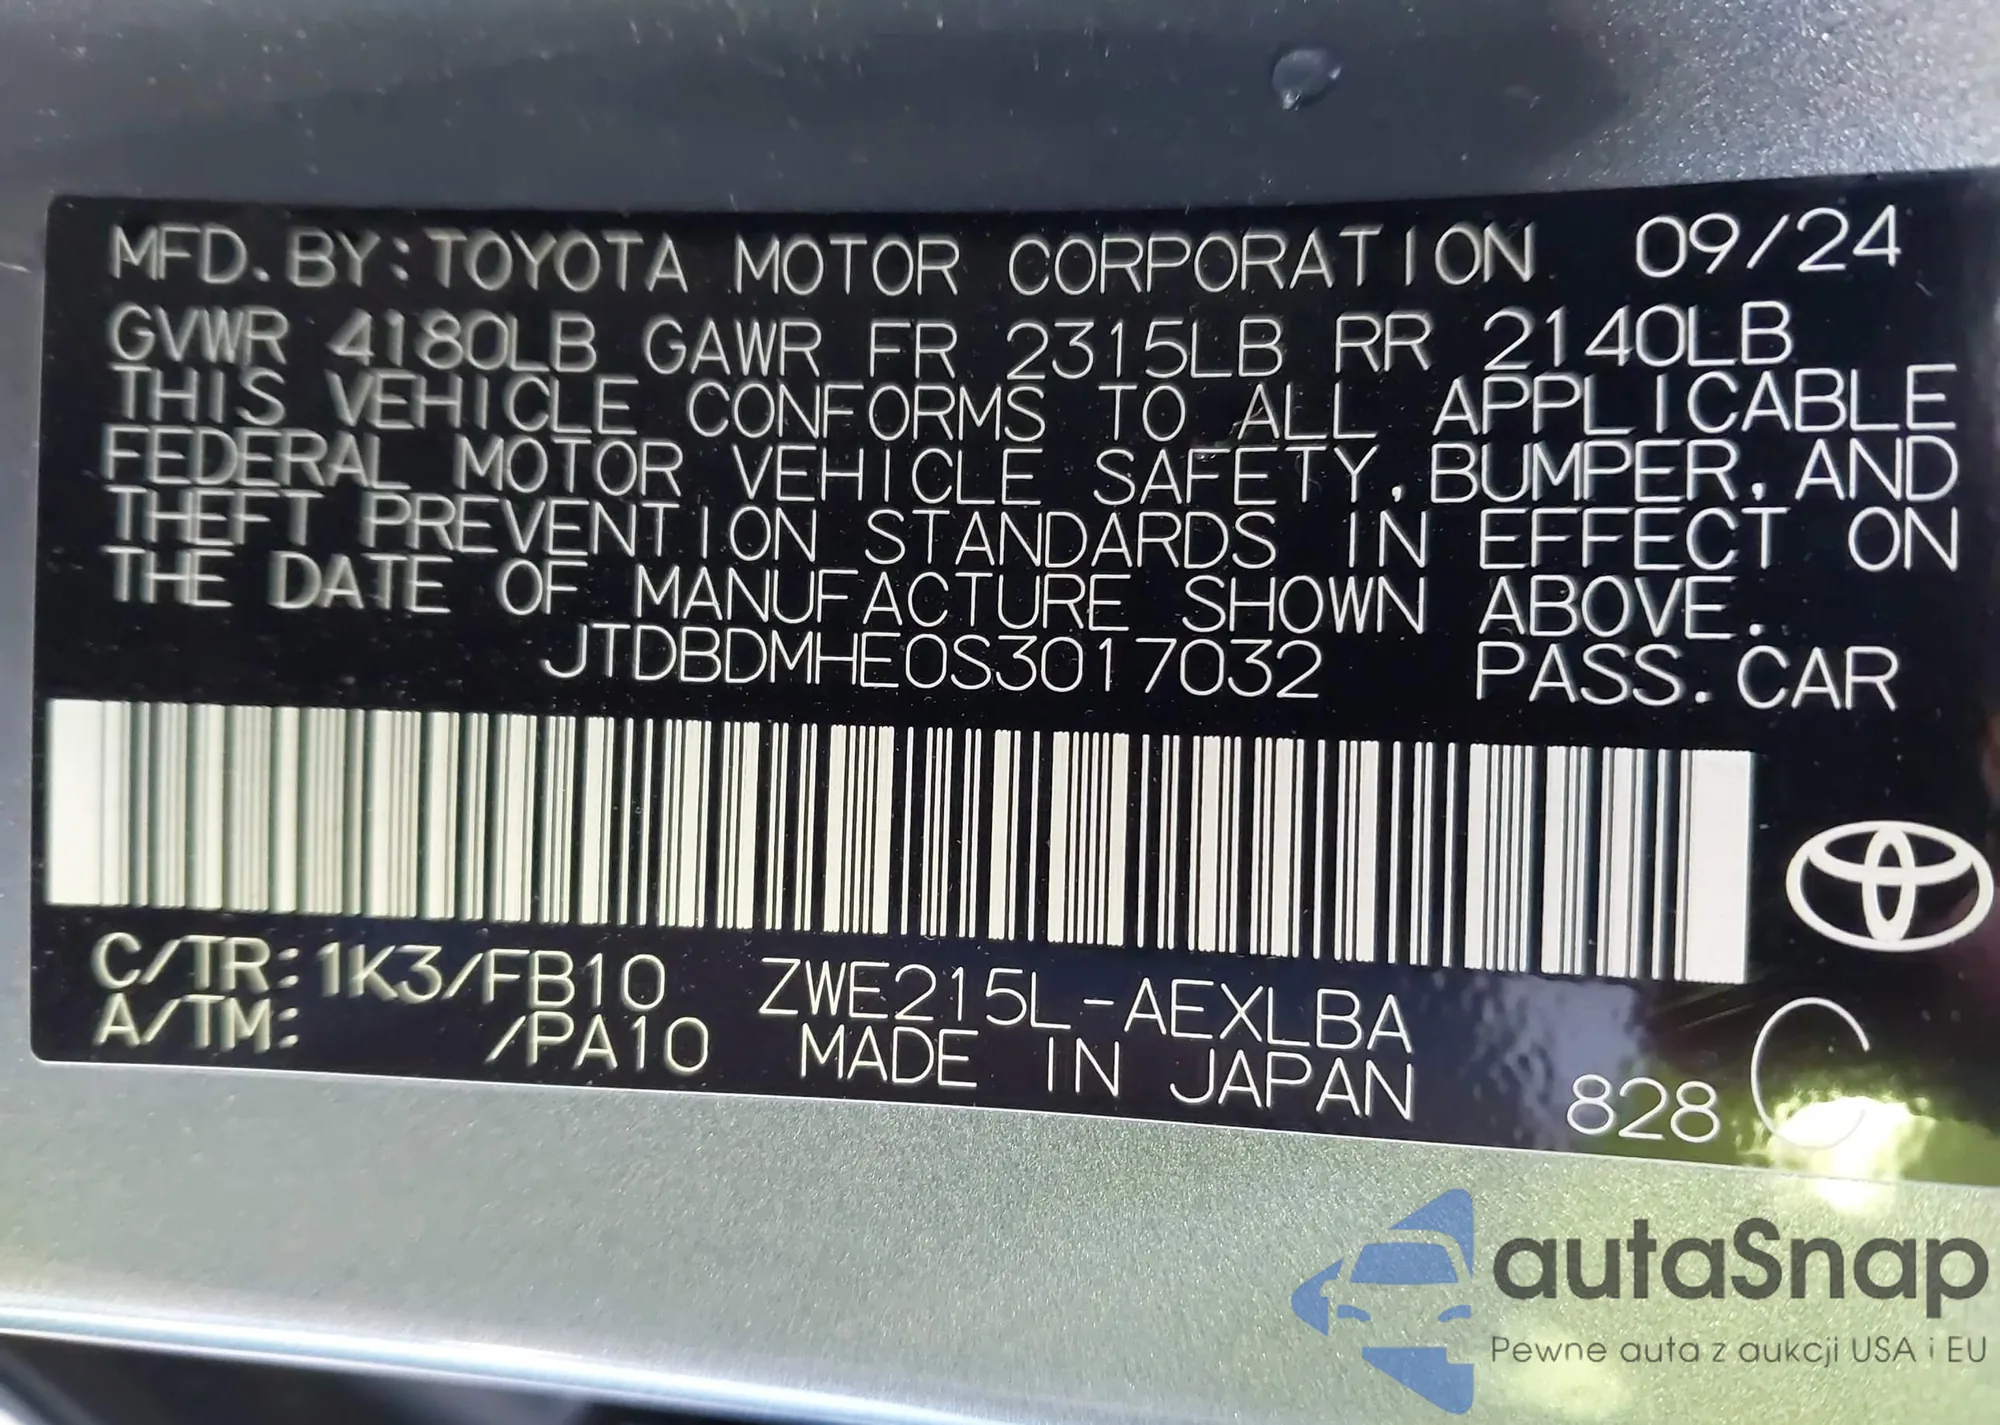 MFD. BY: TOYOTA MOTOR CORPORATION 09/24
GVWR 4180LB GAWR FR 2315LB RR 2140LB
THIS VEHICLE CONFORMS TO ALL APPLICABLE
FEDERAL MOTOR VEHICLE SAFETY, BUMPER, AND
THEFT PREVENTION STANDARDS IN EFFECT ON
THE DATE OF MANUFACTURE SHOWN ABOVE.
JTDBDMHE0S3017032 PASS. CAR
C/TR: 1K3/FB10 ZWE215L-AEXLBA
A/TM: /PA10 MADE IN JAPAN
828 C
autaSnap
Pewne auta z aukcji USA i EU